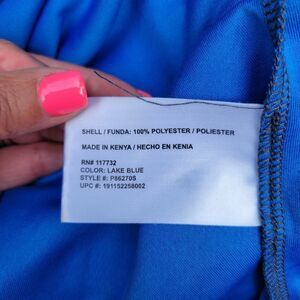 SHELL / FUNDA: 100% POLYESTER / POLIESTER
MADE IN KENYA / HECHO EN KENIA
RN# 117732
COLOR: LAKE BLUE
STYLE #: P86270S
UPC #: 191152258002